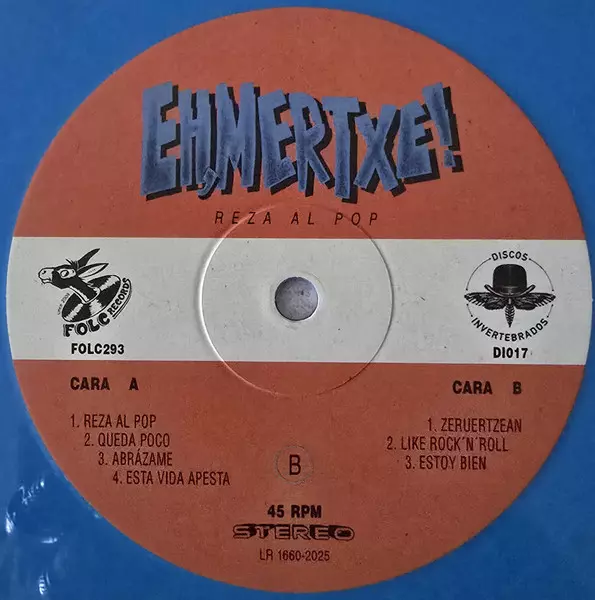 EH, MERTXE!
REZA AL POP
FOLC RECORDS
FOLC293
DISCOS
INVERTEBRADOS
DI017
CARA A
1. REZA AL POP
2. QUEDA POCO
3. ABRÁZAME
4. ESTA VIDA APESTA
CARA B
1. ZERUERTZEAN
2. LIKE ROCK´N´ROLL
3. ESTOY BIEN
B
45 RPM
STEREO
LR 1660-2025